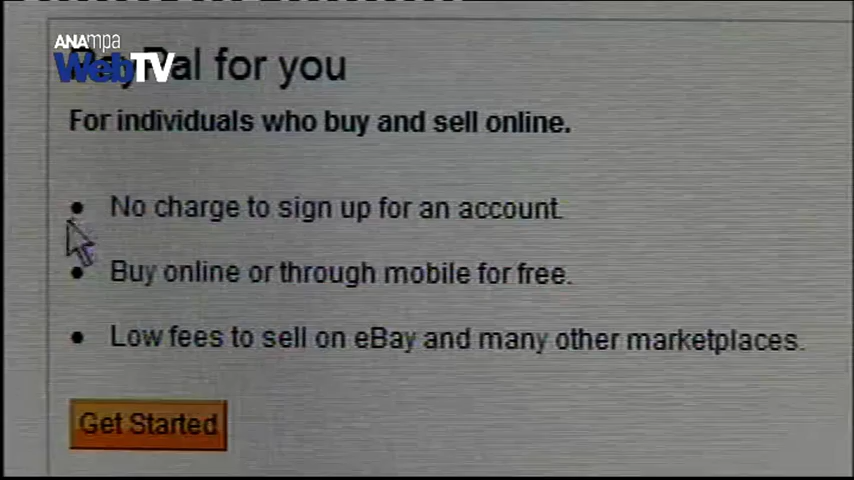 ANAmpa
WebTV
PayPal for you
For individuals who buy and sell online.
No charge to sign up for an account.
Buy online or through mobile for free.
Low fees to sell on eBay and many other marketplaces.
Get Started